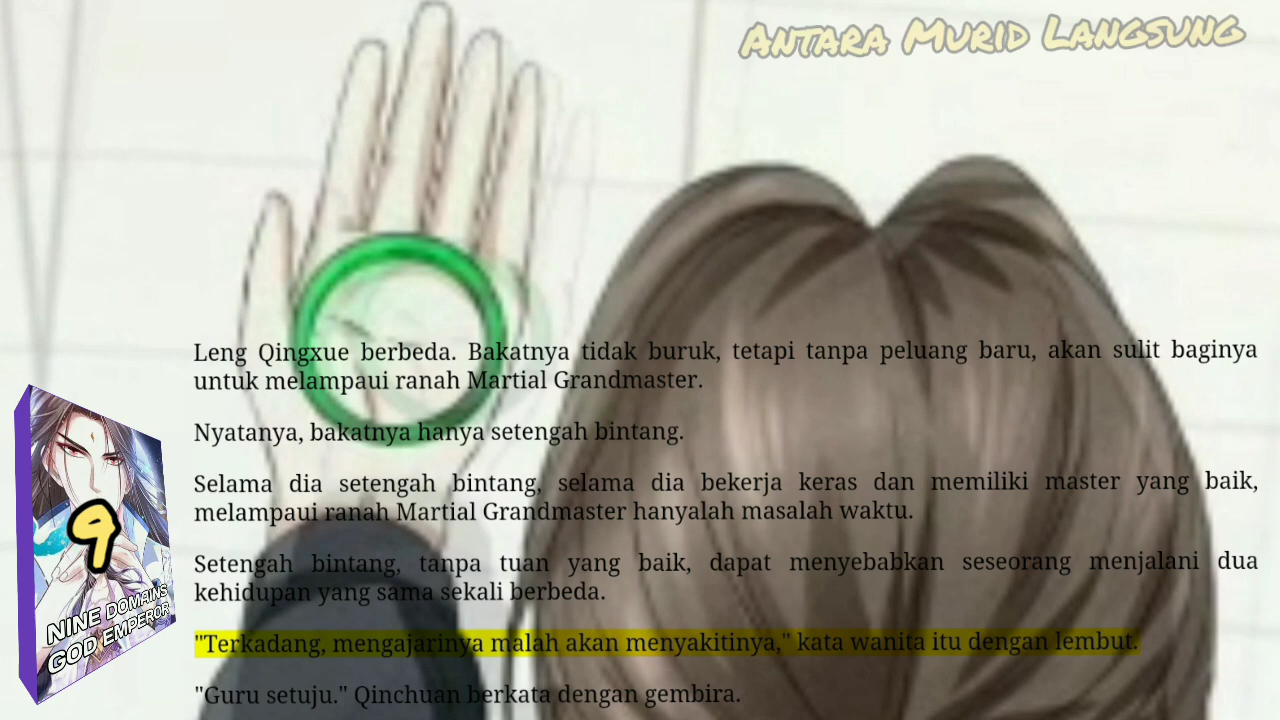 Antara Murid Langsung
Leng Qingxue berbeda. Bakatnya tidak buruk, tetapi tanpa peluang baru, akan sulit baginya
untuk melampaui ranah Martial Grandmaster.
Nyatanya, bakatnya hanya setengah bintang.
Selama dia setengah bintang, selama dia bekerja keras dan memiliki master yang baik,
melampaui ranah Martial Grandmaster hanyalah masalah waktu.
Setengah bintang, tanpa tuan yang baik, dapat menyebabkan seseorang menjalani dua
kehidupan yang sama sekali berbeda.
"Terkadang, mengajarinya malah akan menyakitinya," kata wanita itu dengan lembut.
"Guru setuju." Qinchuan berkata dengan gembira.
9
NINE DOMAINS
GOD EMPEROR